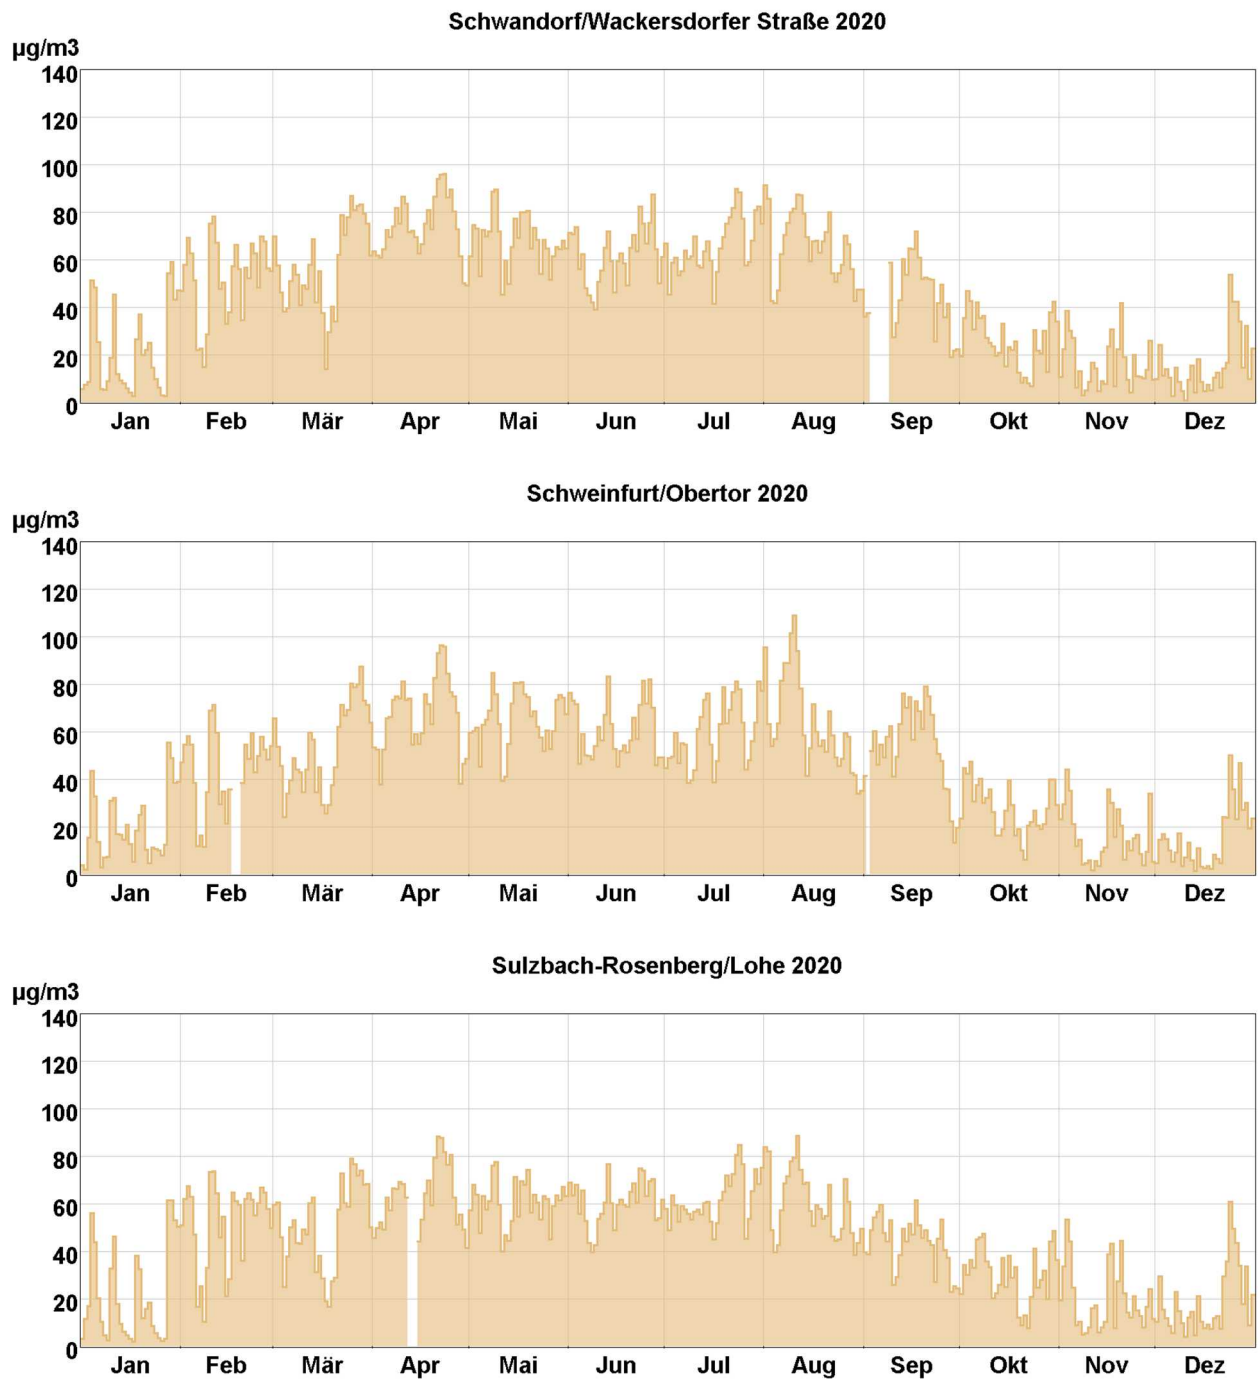 Schwandorf/Wackersdorfer Straße 2020
µg/m3
140
120
100
80
60
40
20
0
Jan Feb Mär Apr Mai Jun Jul Aug Sep Okt Nov Dez
Schweinfurt/Obertor 2020
µg/m3
140
120
100
80
60
40
20
0
Jan Feb Mär Apr Mai Jun Jul Aug Sep Okt Nov Dez
Sulzbach-Rosenberg/Lohe 2020
µg/m3
140
120
100
80
60
40
20
0
Jan Feb Mär Apr Mai Jun Jul Aug Sep Okt Nov Dez